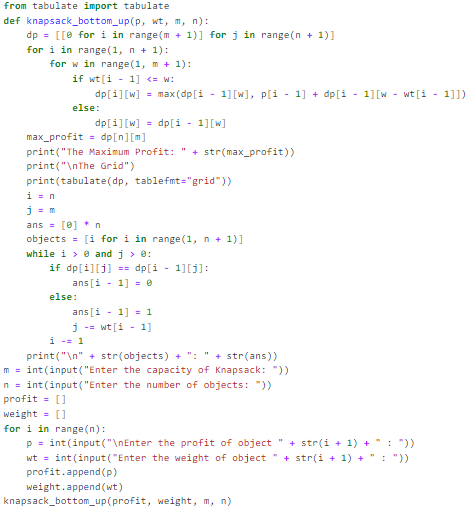 from tabulate import tabulate
def knapsack_bottom_up(p, wt, m, n):
    dp = [[0 for i in range(m + 1)] for j in range(n + 1)]
    for i in range(1, n + 1):
        for w in range(1, m + 1):
            if wt[i - 1] <= w:
                dp[i][w] = max(dp[i - 1][w], p[i - 1] + dp[i - 1][w - wt[i - 1]])
            else:
                dp[i][w] = dp[i - 1][w]
    max_profit = dp[n][m]
    print("The Maximum Profit: " + str(max_profit))
    print("\nThe Grid")
    print(tabulate(dp, tablefmt="grid"))
    i = n
    j = m
    ans = [0] * n
    objects = [i for i in range(1, n + 1)]
    while i > 0 and j > 0:
        if dp[i][j] == dp[i - 1][j]:
            ans[i - 1] = 0
        else:
            ans[i - 1] = 1
            j -= wt[i - 1]
        i -= 1
    print("\n" + str(objects) + ": " + str(ans))
m = int(input("Enter the capacity of Knapsack: "))
n = int(input("Enter the number of objects: "))
profit = []
weight = []
for i in range(n):
    p = int(input("\nEnter the profit of object " + str(i + 1) + " : "))
    wt = int(input("Enter the weight of object " + str(i + 1) + " : "))
    profit.append(p)
    weight.append(wt)
knapsack_bottom_up(profit, weight, m, n)